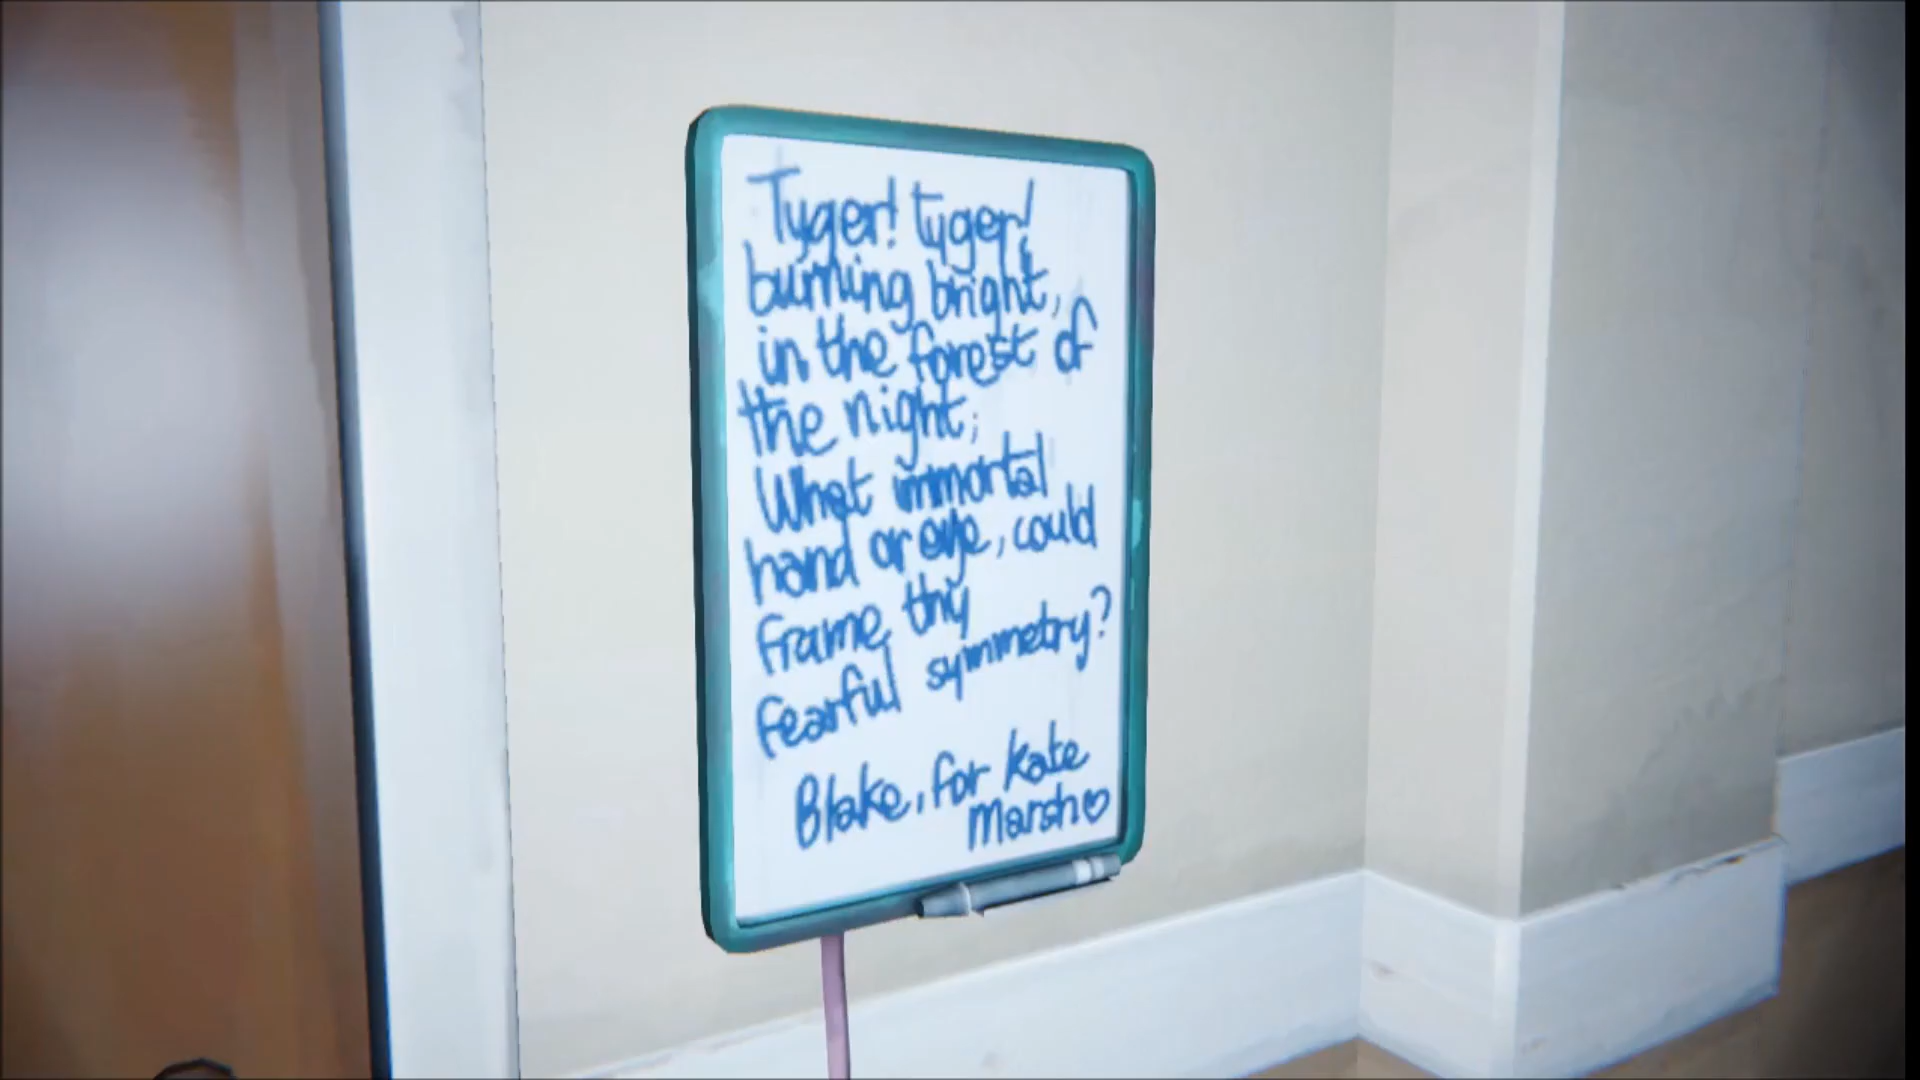 Tyger! tyger!
burning bright,
in the forest of
the night;
What immortal
hand or eye, could
frame thy
fearful symmetry?
Blake, for Kate
Marsh♡